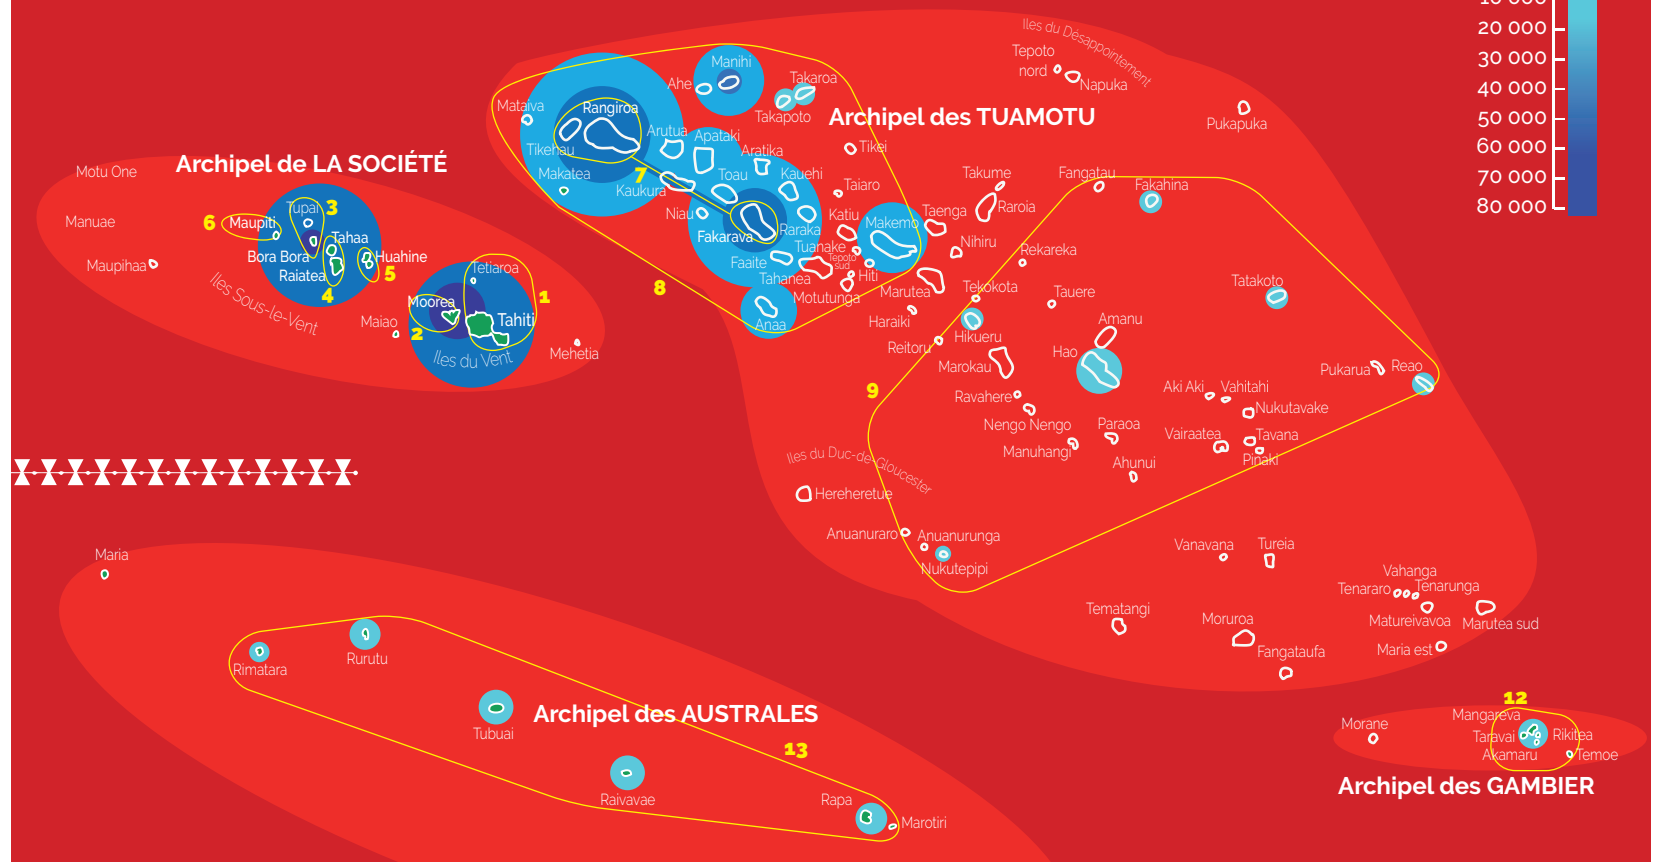 10 000
20 000
30 000
40 000
50 000
60 000
70 000
80 000
Iles du Désappointement
Tepoto
nord
Napuka
Pukapuka
Archipel des TUAMOTU
Manihi
Ahe
Takaroa
Takapoto
Mataiva
Rangiroa
Tikehau
Arutua
Apataki
Aratika
Tikei
Makatea
7
Kaukura
Toau
Kauehi
Taiaro
Niau
Fakarava
Raraka
Katiu
Makemo
Taenga
Takume
Raroia
Fangatau
Fakahina
Tuanake
Tepoto
sud
Hiti
Nihiru
Rekareka
Faaite
Tahanea
Motutunga
Marutea
Tekokota
Tauere
Tatakoto
8
Anaa
Haraiki
Hikueru
Amanu
Reitoru
Marokau
Hao
Pukarua
Reao
9
Ravahere
Aki Aki
Vahitahi
Nukutavake
Nengo Nengo
Paraoa
Vairaatea
Tavana
Manuhangi
Pinaki
Ahunui
Iles du Duc-de-Gloucester
Hereheretue
Anuanuraro
Anuanurunga
Nukutepipi
Vanavana
Tureia
Vahanga
Tenararo
Tenarunga
Matureivavoa
Marutea sud
Tematangi
Moruroa
Maria est
Fangataufa
Archipel de LA SOCIÉTÉ
Motu One
Manuae
Maupihaa
6
Maupiti
Tupai
3
Tahaa
Bora Bora
Huahine
Raiatea
5
4
Iles Sous-le-Vent
Tetiaroa
Moorea
1
Maiao
2
Tahiti
Iles du Vent
Mehetia
Maria
Rimatara
Rurutu
Tubuai
Archipel des AUSTRALES
13
Raivavae
Rapa
Marotiri
12
Morane
Mangareva
Taravai
Rikitea
Akamaru
Temoe
Archipel des GAMBIER